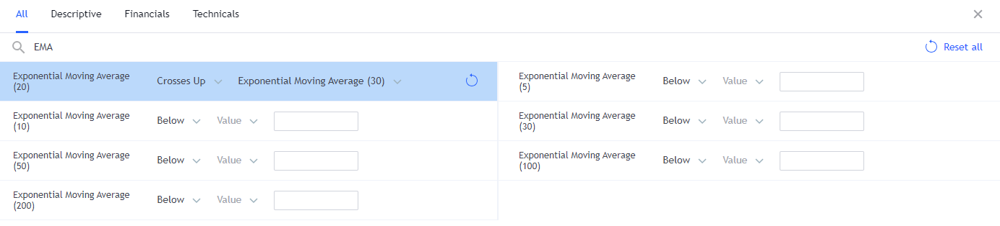 All Descriptive Financials Technicals
EMA Reset all
Exponential Moving Average
(20) Crosses Up Exponential Moving Average (30)
Exponential Moving Average
(5) Below Value
Exponential Moving Average
(10) Below Value
Exponential Moving Average
(30) Below Value
Exponential Moving Average
(50) Below Value
Exponential Moving Average
(100) Below Value
Exponential Moving Average
(200) Below Value